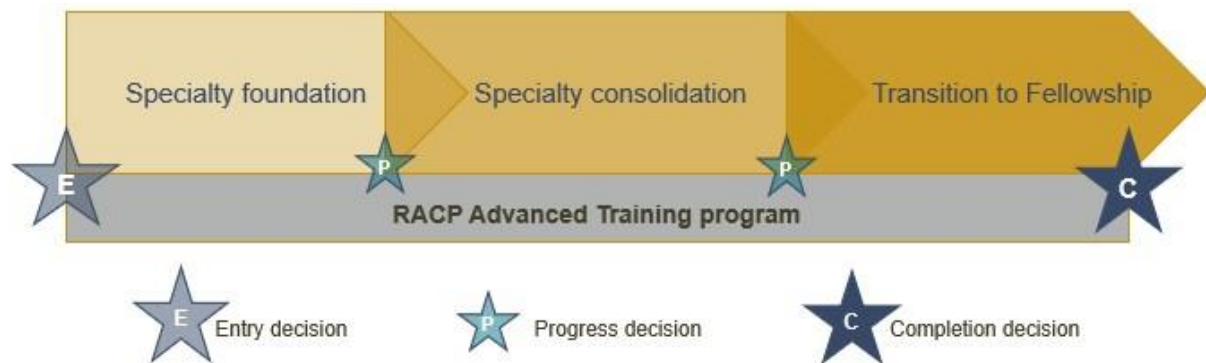 Specialty foundation
Specialty consolidation
Transition to Fellowship
E
P
P
C
RACP Advanced Training program
E
Entry decision
P
Progress decision
C
Completion decision